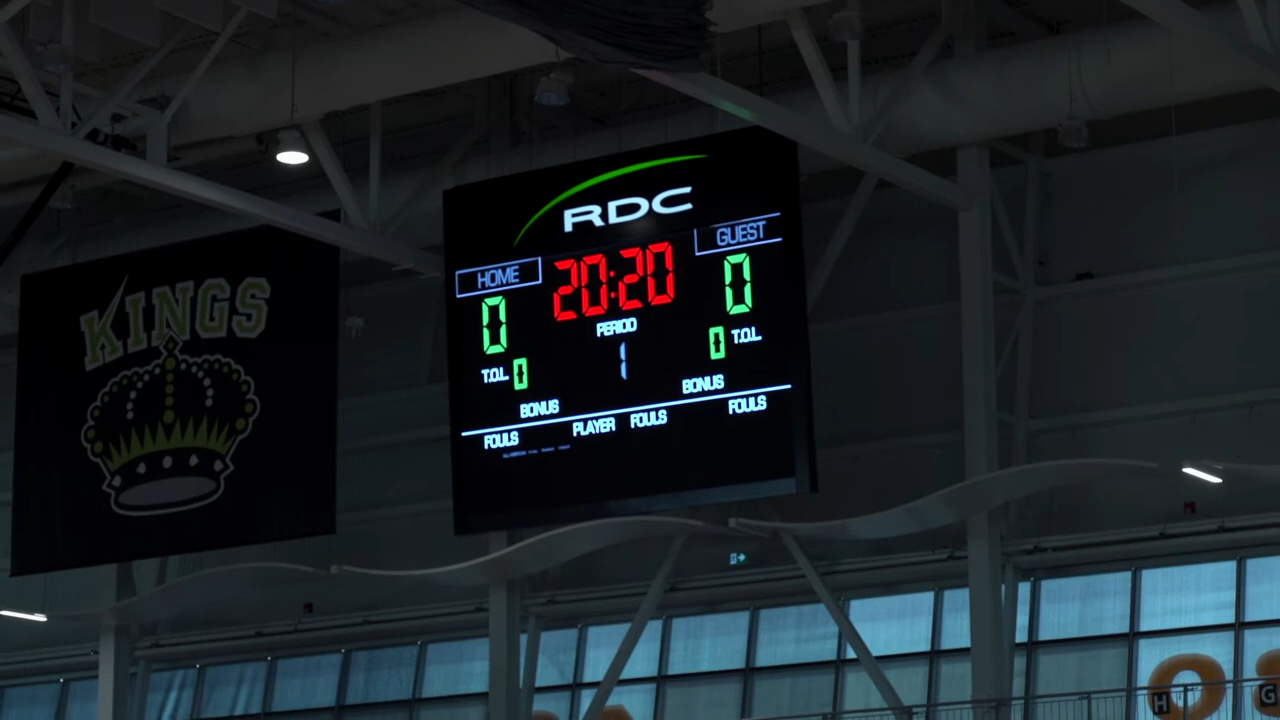 KINGS
RDC
HOME
20:20
GUEST
0
0
PERIOD
1
T.O.L. 0
0 T.O.L.
BONUS
BONUS
FOULS
PLAYER FOULS
FOULS
H
G